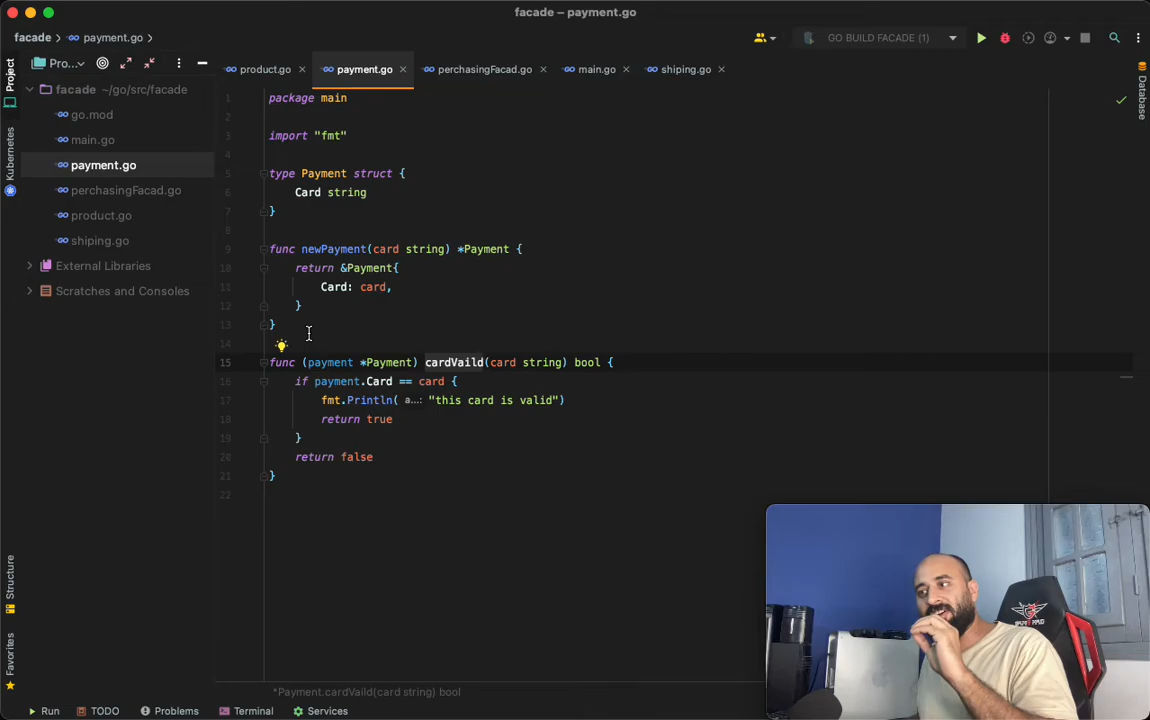 facade – payment.go
facade payment.go
GO BUILD FACADE (1)
Project
Pro...
product.go
payment.go
perchasingFacad.go
main.go
shiping.go
Database
facade ~/go/src/facade
go.mod
main.go
payment.go
perchasingFacad.go
product.go
shiping.go
External Libraries
Scratches and Consoles
Kubernetes
Structure
Favorites
1 package main
2
3 import "fmt"
4
5 type Payment struct {
6 Card string
7 }
8
9 func newPayment(card string) *Payment {
10 return &Payment{
11 Card: card,
12 }
13 }
14
15 func (payment *Payment) cardVaild(card string) bool {
16 if payment.Card == card {
17 fmt.Println( a...: "this card is valid")
18 return true
19 }
20 return false
21 }
22
*Payment.cardVaild(card string) bool
Run TODO Problems Terminal Services